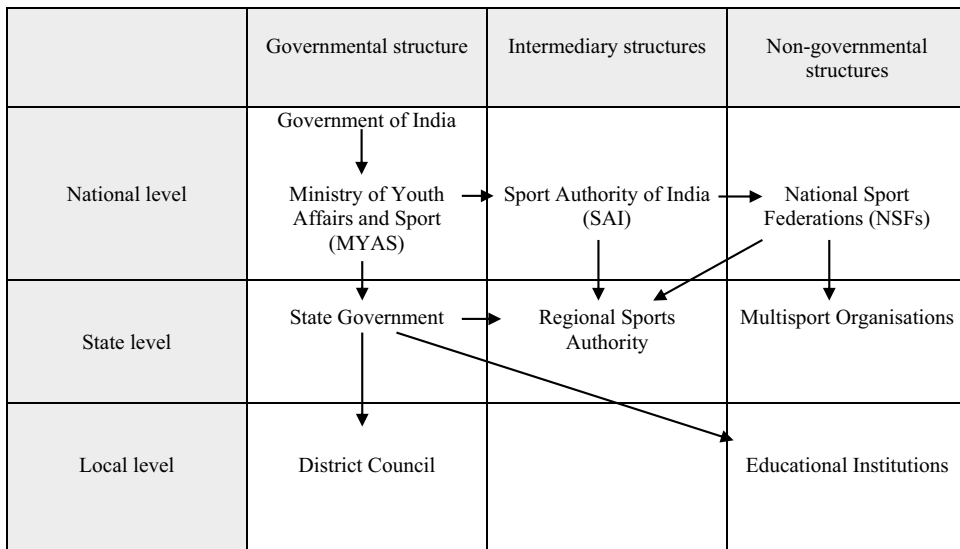 Governmental structure
Intermediary structures
Non-governmental
structures
National level
Government of India
Ministry of Youth
Affairs and Sport
(MYAS)
Sport Authority of India
(SAI)
National Sport
Federations (NSFs)
State level
State Government
Regional Sports
Authority
Multisport Organisations
Local level
District Council
Educational Institutions